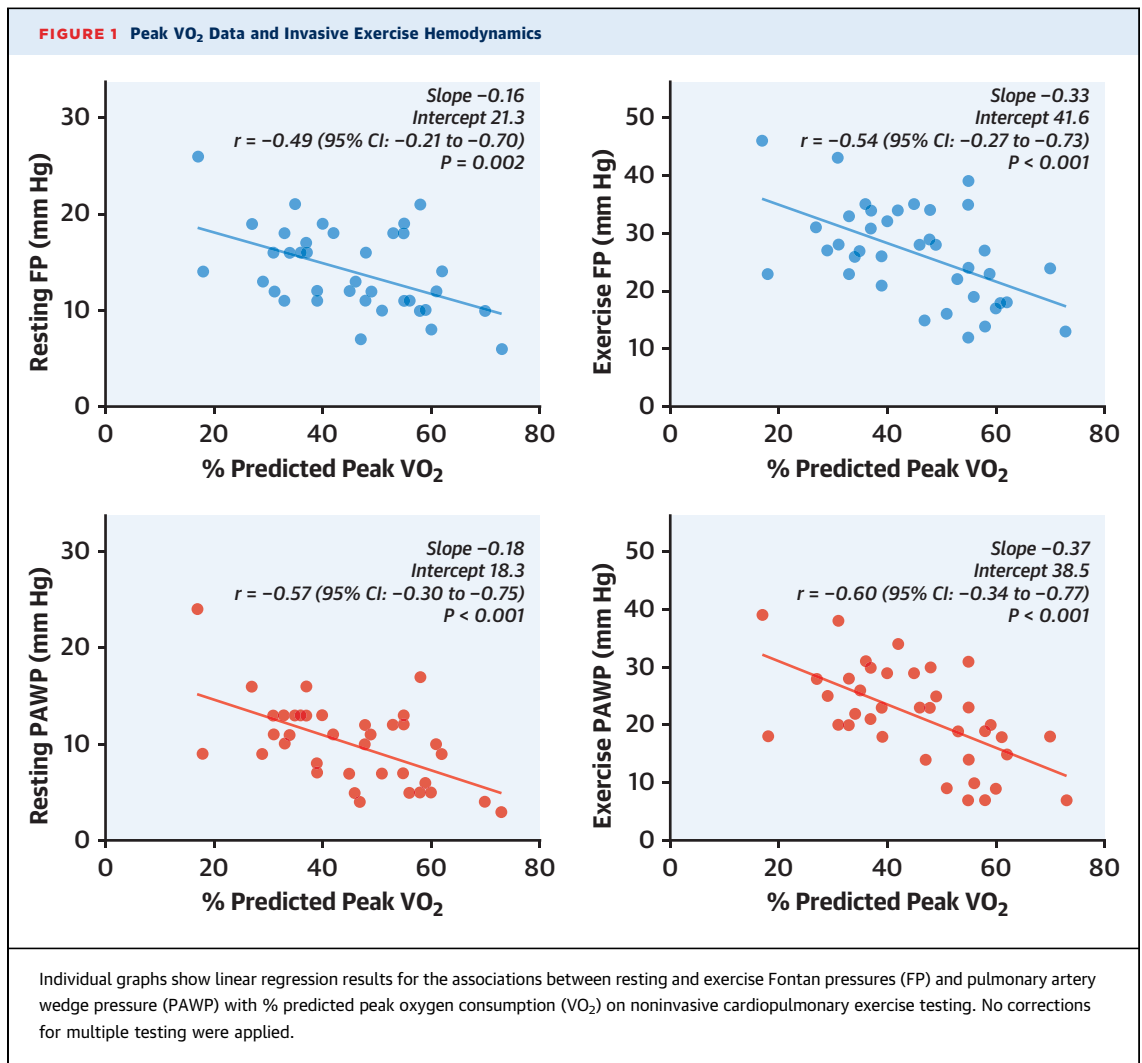 FIGURE 1 Peak VO₂ Data and Invasive Exercise Hemodynamics
Slope −0.16
Intercept 21.3
r = −0.49 (95% CI: −0.21 to −0.70)
P = 0.002
Resting FP (mm Hg)
30
20
10
0
0 20 40 60 80
% Predicted Peak VO₂
Slope −0.33
Intercept 41.6
r = −0.54 (95% CI: −0.27 to −0.73)
P < 0.001
Exercise FP (mm Hg)
50
40
30
20
10
0
0 20 40 60 80
% Predicted Peak VO₂
Slope −0.18
Intercept 18.3
r = −0.57 (95% CI: −0.30 to −0.75)
P < 0.001
Resting PAWP (mm Hg)
30
20
10
0
0 20 40 60 80
% Predicted Peak VO₂
Slope −0.37
Intercept 38.5
r = −0.60 (95% CI: −0.34 to −0.77)
P < 0.001
Exercise PAWP (mm Hg)
50
40
30
20
10
0
0 20 40 60 80
% Predicted Peak VO₂
Individual graphs show linear regression results for the associations between resting and exercise Fontan pressures (FP) and pulmonary artery
wedge pressure (PAWP) with % predicted peak oxygen consumption (VO₂) on noninvasive cardiopulmonary exercise testing. No corrections
for multiple testing were applied.